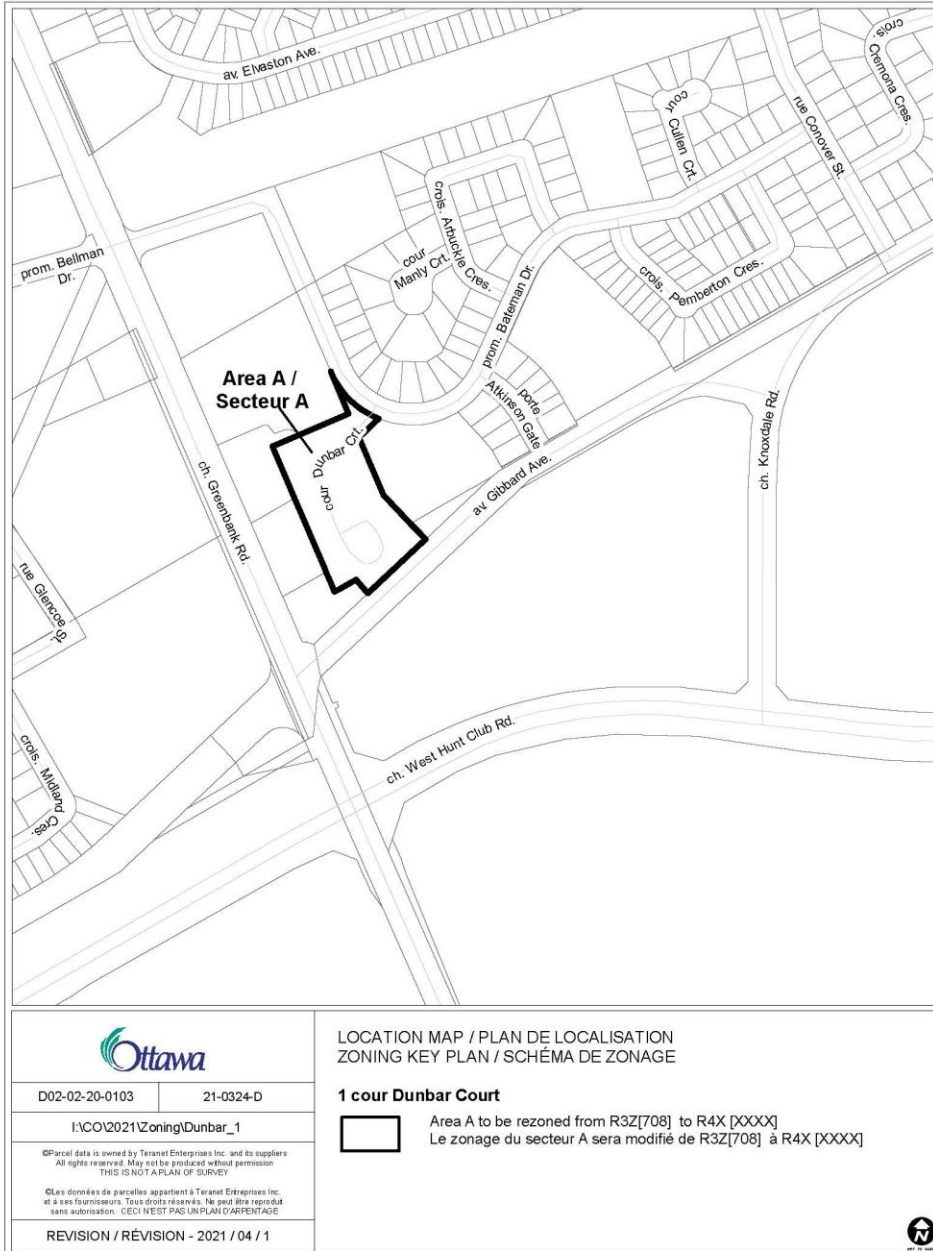 av. Elvaston Ave.
crois.
Cremona Cres.
cour
Cullen Crt.
rue Conover St.
crois. Arbuckle Cres.
cour
Manly Crt.
prom. Bellman
Dr.
crois. Pemberton Cres.
prom. Bateman Dr.
Area A /
Secteur A
porte
Atkinson Gate
cour Dunbar Crt.
ch. Knoxdale Rd.
av. Gibbard Ave.
ch. Greenbank Rd.
rue Glencoe St.
ch. West Hunt Club Rd.
crois. Midland Cres.
Ottawa
D02-02-20-0103
21-0324-D
I:\CO\2021\Zoning\Dunbar_1
©Parcel data is owned by Teranet Enterprises Inc. and its suppliers
All rights reserved. May not be produced without permission
THIS IS NOT A PLAN OF SURVEY
©Les données de parcelles appartient à Teranet Entreprises Inc.
et à ses fournisseurs. Tous droits réservés. Ne peut être reproduit
sans autorisation. CECI N'EST PAS UN PLAN D'ARPENTAGE
REVISION / RÉVISION - 2021 / 04 / 1
LOCATION MAP / PLAN DE LOCALISATION
ZONING KEY PLAN / SCHÉMA DE ZONAGE
1 cour Dunbar Court
Area A to be rezoned from R3Z[708] to R4X [XXXX]
Le zonage du secteur A sera modifié de R3Z[708] à R4X [XXXX]
N